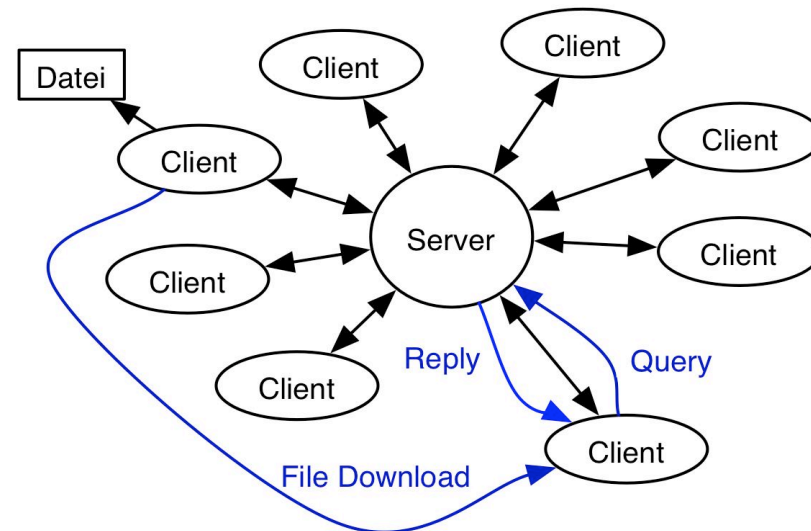 Client
Client
Datei
Client
Client
Server
Client
Client
Client
Reply
Query
Client
File Download